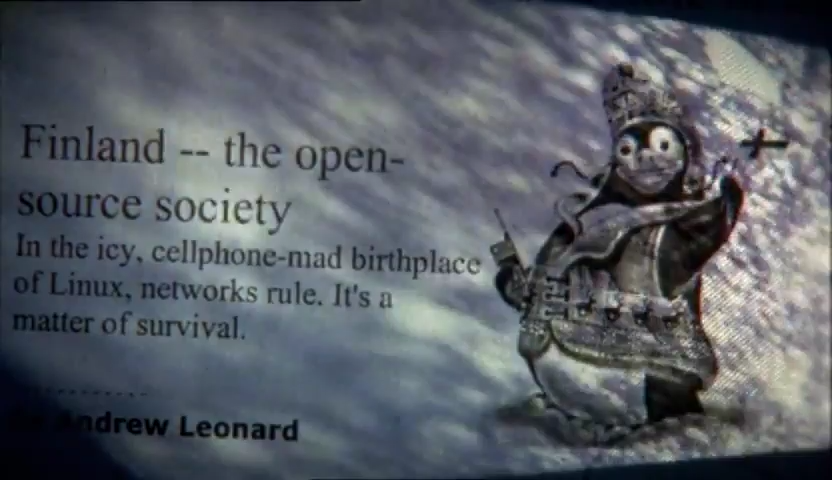 Finland -- the open-
source society
In the icy, cellphone-mad birthplace
of Linux, networks rule. It's a
matter of survival.
Andrew Leonard